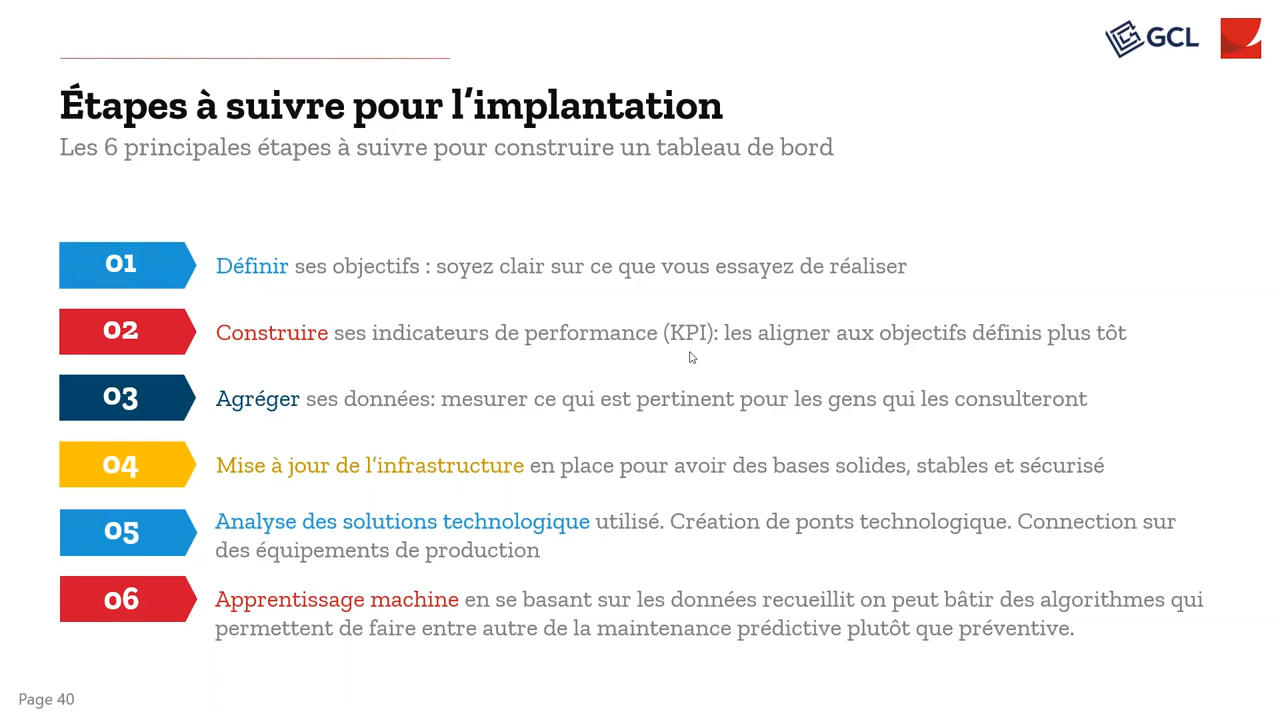 GCL
Étapes à suivre pour l’implantation
Les 6 principales étapes à suivre pour construire un tableau de bord
01
Définir ses objectifs : soyez clair sur ce que vous essayez de réaliser
02
Construire ses indicateurs de performance (KPI): les aligner aux objectifs définis plus tôt
03
Agréger ses données: mesurer ce qui est pertinent pour les gens qui les consulteront
04
Mise à jour de l’infrastructure en place pour avoir des bases solides, stables et sécurisé
05
Analyse des solutions technologique utilisé. Création de ponts technologique. Connection sur
des équipements de production
06
Apprentissage machine en se basant sur les données recueillit on peut bâtir des algorithmes qui
permettent de faire entre autre de la maintenance prédictive plutôt que préventive.
Page 40